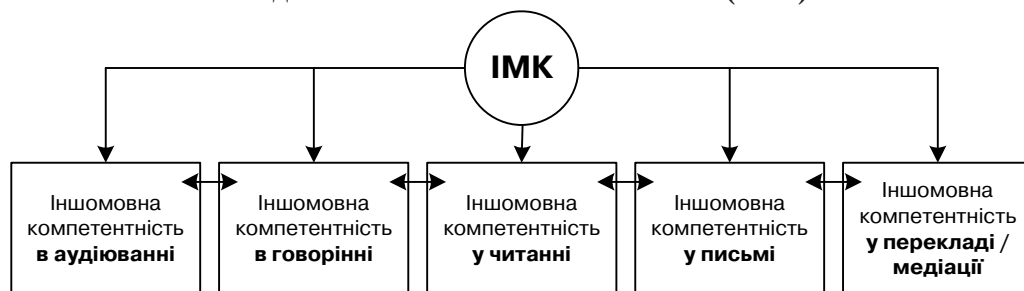 ІМК
Іншомовна
компетентність
в аудіюванні
Іншомовна
компетентність
в говорінні
Іншомовна
компетентність
у читанні
Іншомовна
компетентність
у письмі
Іншомовна
компетентність
у перекладі /
медіації